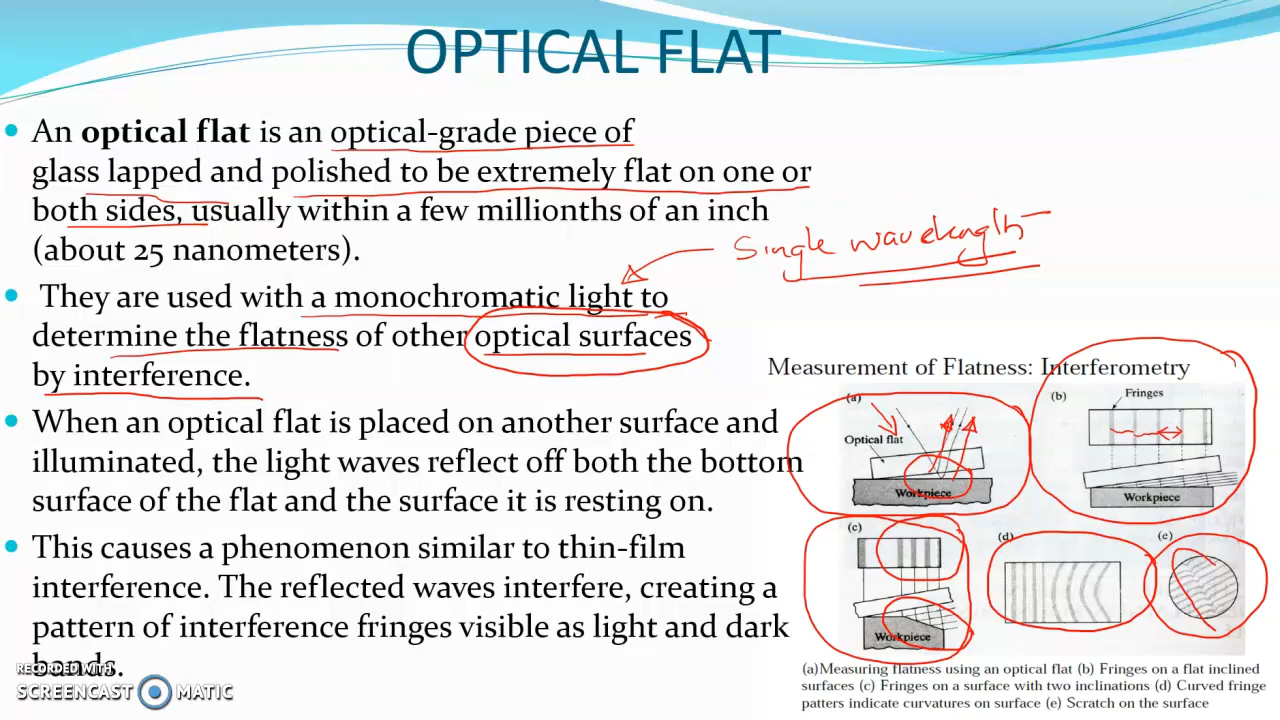 OPTICAL FLAT
• An optical flat is an optical-grade piece of
glass lapped and polished to be extremely flat on one or
both sides, usually within a few millionths of an inch
(about 25 nanometers).
Single wavelength
• They are used with a monochromatic light to
determine the flatness of other optical surfaces
by interference.
• When an optical flat is placed on another surface and
illuminated, the light waves reflect off both the bottom
surface of the flat and the surface it is resting on.
• This causes a phenomenon similar to thin-film
interference. The reflected waves interfere, creating a
pattern of interference fringes visible as light and dark
bands.
Measurement of Flatness: Interferometry
(a)
Optical flat
Workpiece
(b)
Fringes
Workpiece
(c)
Workpiece
(d)
(e)
(a)Measuring flatness using an optical flat (b) Fringes on a flat inclined
surfaces (c) Fringes on a surface with two inclinations (d) Curved fringe
patters indicate curvatures on surface (e) Scratch on the surface
RECORDED WITH
SCREENCAST MATIC